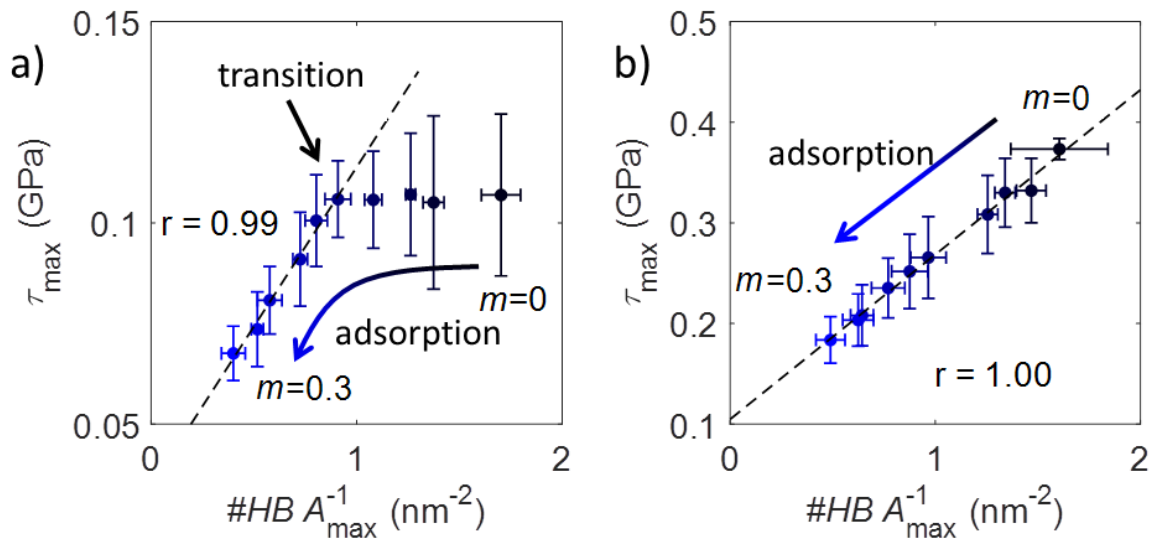 a)
0.15
0.1
0.05
τmax (GPa)
transition
r = 0.99
m=0
adsorption
m=0.3
0 1 2
#HB A-1max (nm-2)
b)
0.5
0.4
0.3
0.2
0.1
τmax (GPa)
m=0
adsorption
m=0.3
r = 1.00
0 1 2
#HB A-1max (nm-2)